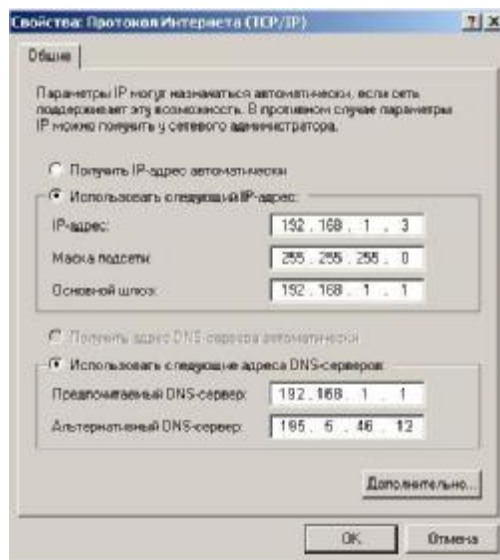 Свойства: Протокол Интернета (TCP/IP)
Общие
Параметры IP могут назначаться автоматически, если сеть
поддерживает эту возможность. В противном случае параметры
IP можно получить у сетевого администратора.
Получить IP-адрес автоматически
Использовать следующий IP-адрес:
IP-адрес: 192 . 168 . 1 . 3
Маска подсети: 255 . 255 . 255 . 0
Основной шлюз: 192 . 168 . 1 . 1
Получить адрес DNS-сервера автоматически
Использовать следующие адреса DNS-серверов:
Предпочитаемый DNS-сервер: 192 . 168 . 1 . 1
Альтернативный DNS-сервер: 195 . 5 . 46 . 12
Дополнительно...
OK
Отмена